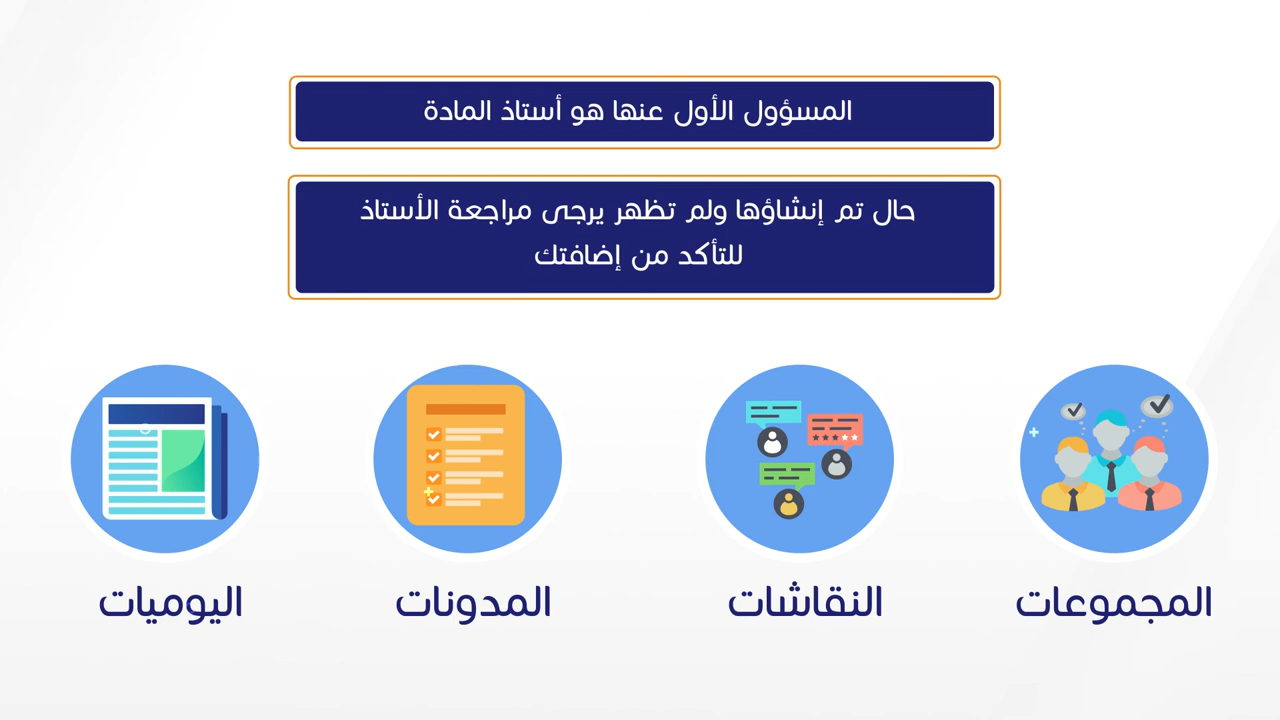 المسؤول الأول عنها هو أستاذ المادة
حال تم إنشاؤها ولم تظهر يرجى مراجعة الأستاذ
للتأكد من إضافتك
المجموعات
النقاشات
المدونات
اليوميات